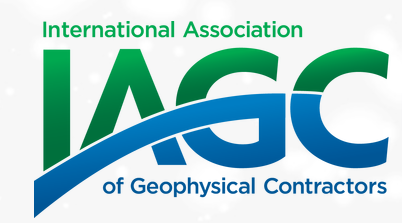 International Association
IAGC
of Geophysical Contractors